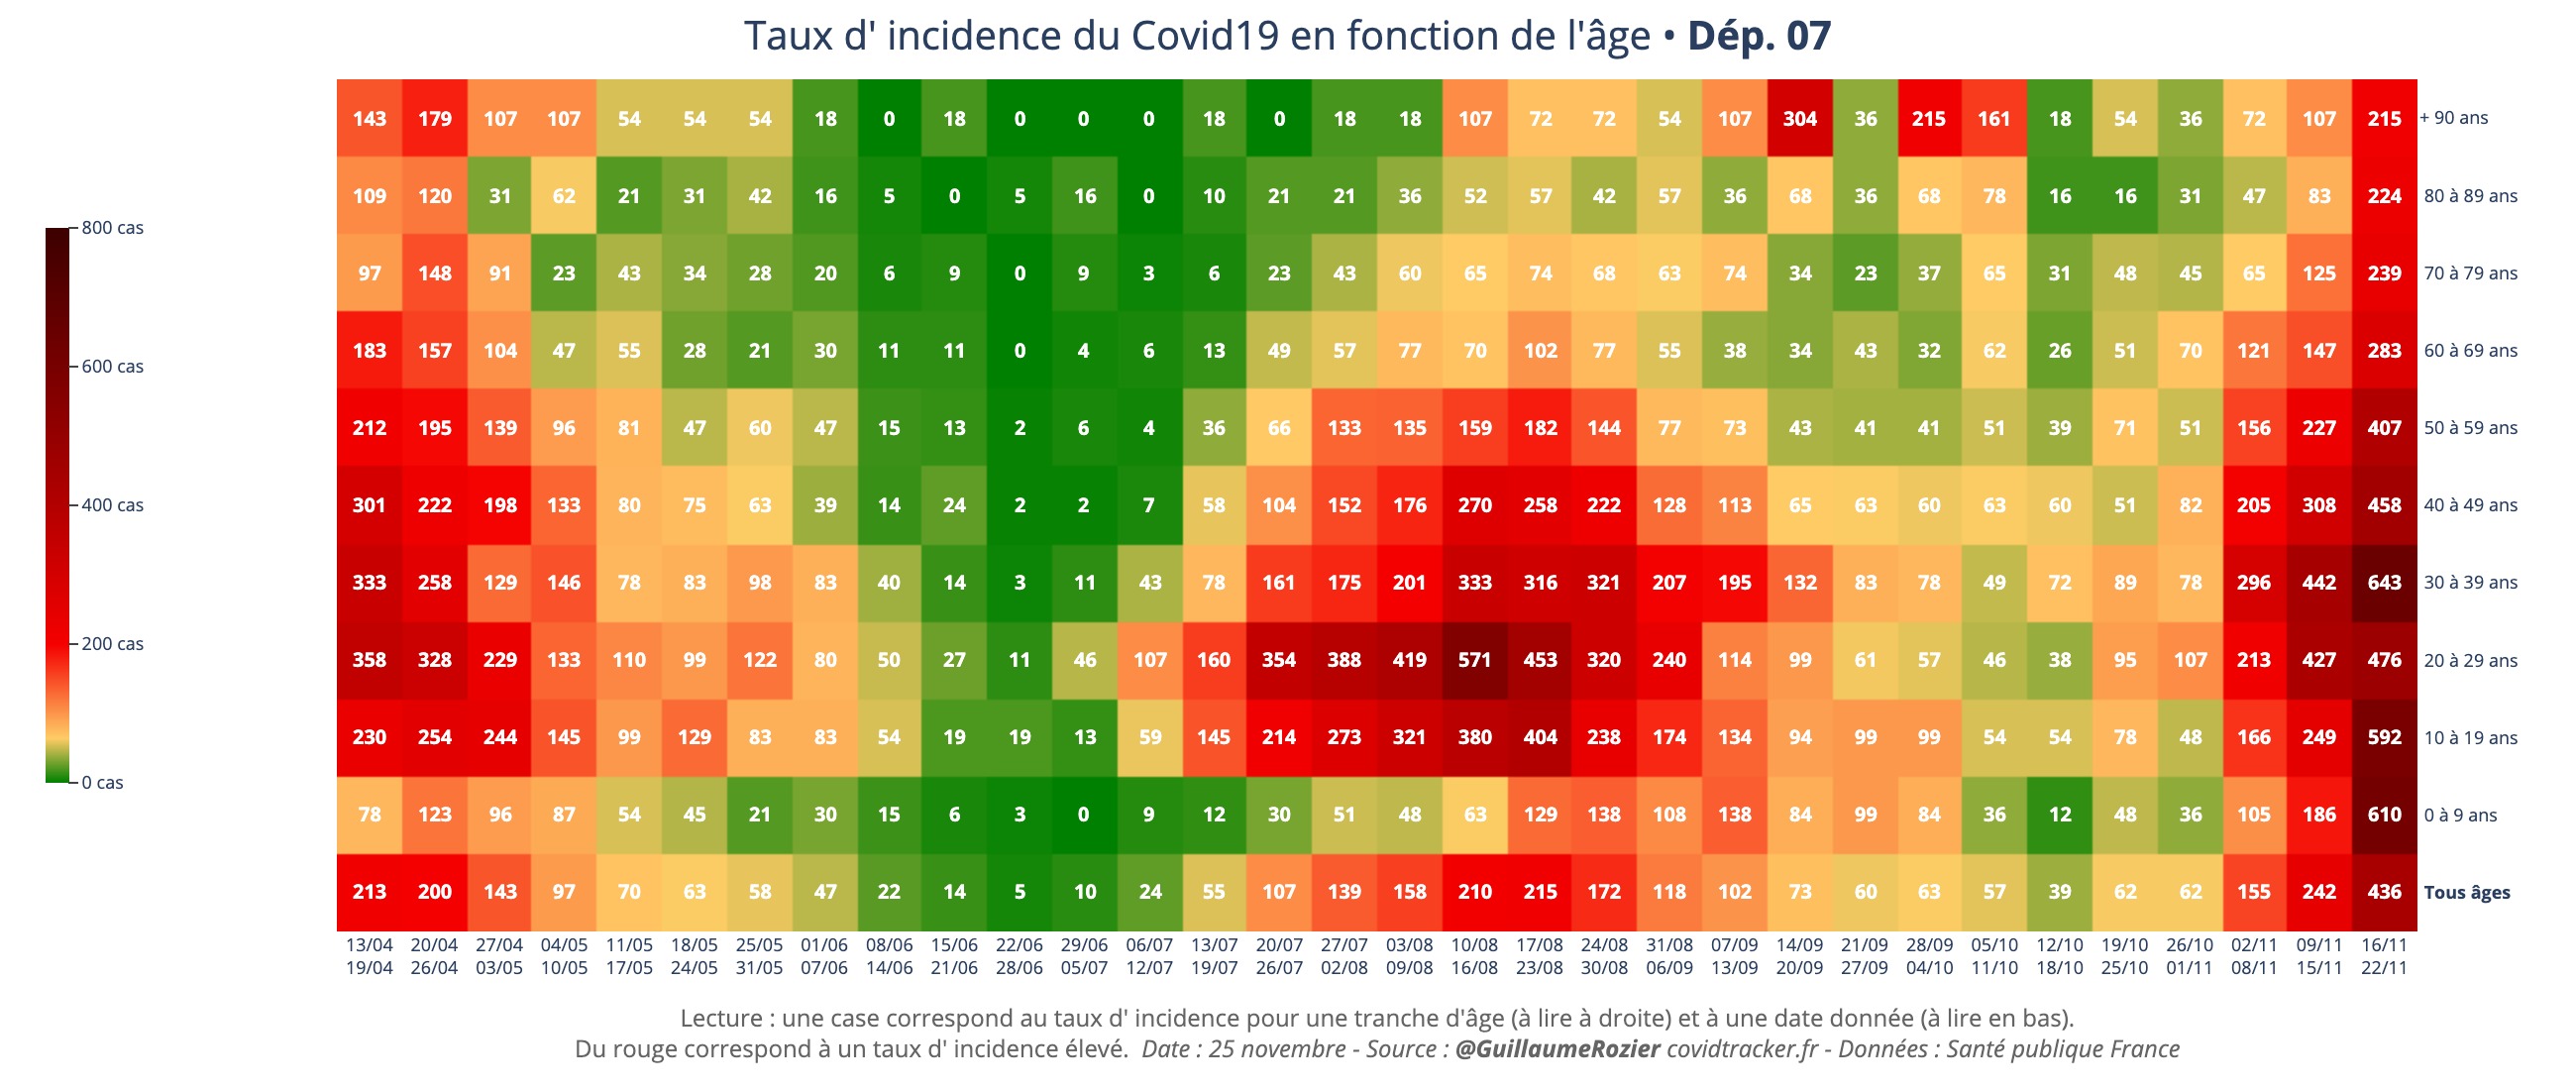 Taux d' incidence du Covid19 en fonction de l'âge • Dép. 07
800 cas
600 cas
400 cas
200 cas
0 cas
143 179 107 107 54 54 54 18 0 18 0 0 0 18 0 18 18 107 72 72 54 107 304 36 215 161 18 54 36 72 107 215 + 90 ans
109 120 31 62 21 31 42 16 5 0 5 16 0 10 21 21 36 52 57 42 57 36 68 36 68 78 16 16 31 47 83 224 80 à 89 ans
97 148 91 23 43 34 28 20 6 9 0 9 3 6 23 43 60 65 74 68 63 74 34 23 37 65 31 48 45 65 125 239 70 à 79 ans
183 157 104 47 55 28 21 30 11 11 0 4 6 13 49 57 77 70 102 77 55 38 34 43 32 62 26 51 70 121 147 283 60 à 69 ans
212 195 139 96 81 47 60 47 15 13 2 6 4 36 66 133 135 159 182 144 77 73 43 41 41 51 39 71 51 156 227 407 50 à 59 ans
301 222 198 133 80 75 63 39 14 24 2 2 7 58 104 152 176 270 258 222 128 113 65 63 60 63 60 51 82 205 308 458 40 à 49 ans
333 258 129 146 78 83 98 83 40 14 3 11 43 78 161 175 201 333 316 321 207 195 132 83 78 49 72 89 78 296 442 643 30 à 39 ans
358 328 229 133 110 99 122 80 50 27 11 46 107 160 354 388 419 571 453 320 240 114 99 61 57 46 38 95 107 213 427 476 20 à 29 ans
230 254 244 145 99 129 83 83 54 19 19 13 59 145 214 273 321 380 404 238 174 134 94 99 99 54 54 78 48 166 249 592 10 à 19 ans
78 123 96 87 54 45 21 30 15 6 3 0 9 12 30 51 48 63 129 138 108 138 84 99 84 36 12 48 36 105 186 610 0 à 9 ans
213 200 143 97 70 63 58 47 22 14 5 10 24 55 107 139 158 210 215 172 118 102 73 60 63 57 39 62 62 155 242 436 Tous âges
13/04 20/04 27/04 04/05 11/05 18/05 25/05 01/06 08/06 15/06 22/06 29/06 06/07 13/07 20/07 27/07 03/08 10/08 17/08 24/08 31/08 07/09 14/09 21/09 28/09 05/10 12/10 19/10 26/10 02/11 09/11 16/11
19/04 26/04 03/05 10/05 17/05 24/05 31/05 07/06 14/06 21/06 28/06 05/07 12/07 19/07 26/07 02/08 09/08 16/08 23/08 30/08 06/09 13/09 20/09 27/09 04/10 11/10 18/10 25/10 01/11 08/11 15/11 22/11
Lecture : une case correspond au taux d' incidence pour une tranche d'âge (à lire à droite) et à une date donnée (à lire en bas).
Du rouge correspond à un taux d' incidence élevé. Date : 25 novembre - Source : @GuillaumeRozier covidtracker.fr - Données : Santé publique France